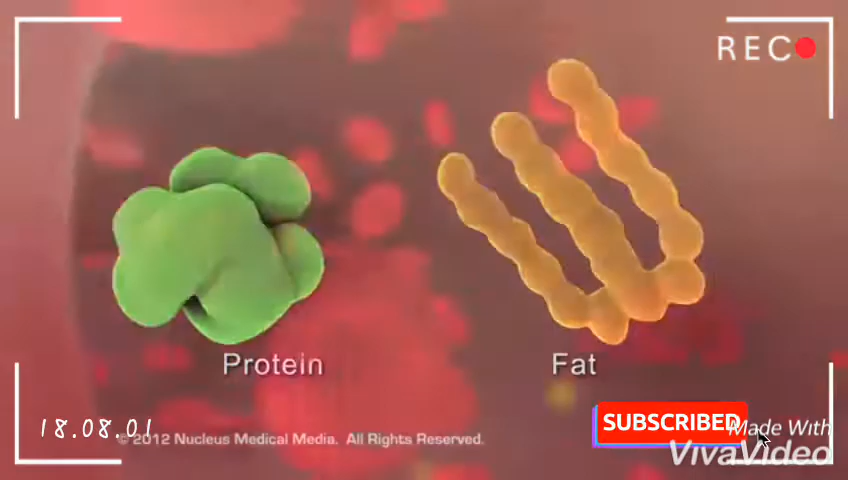 REC
Protein
Fat
18.08.01
© 2012 Nucleus Medical Media. All Rights Reserved.
SUBSCRIBED
Made With
VivaVideo